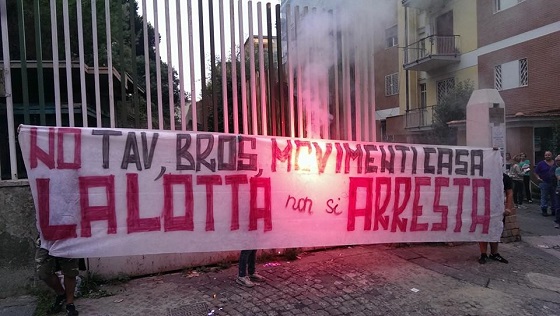 NO TAV, BROS, MOVIMENTI CASA
LA LOTTA non si ARRESTA